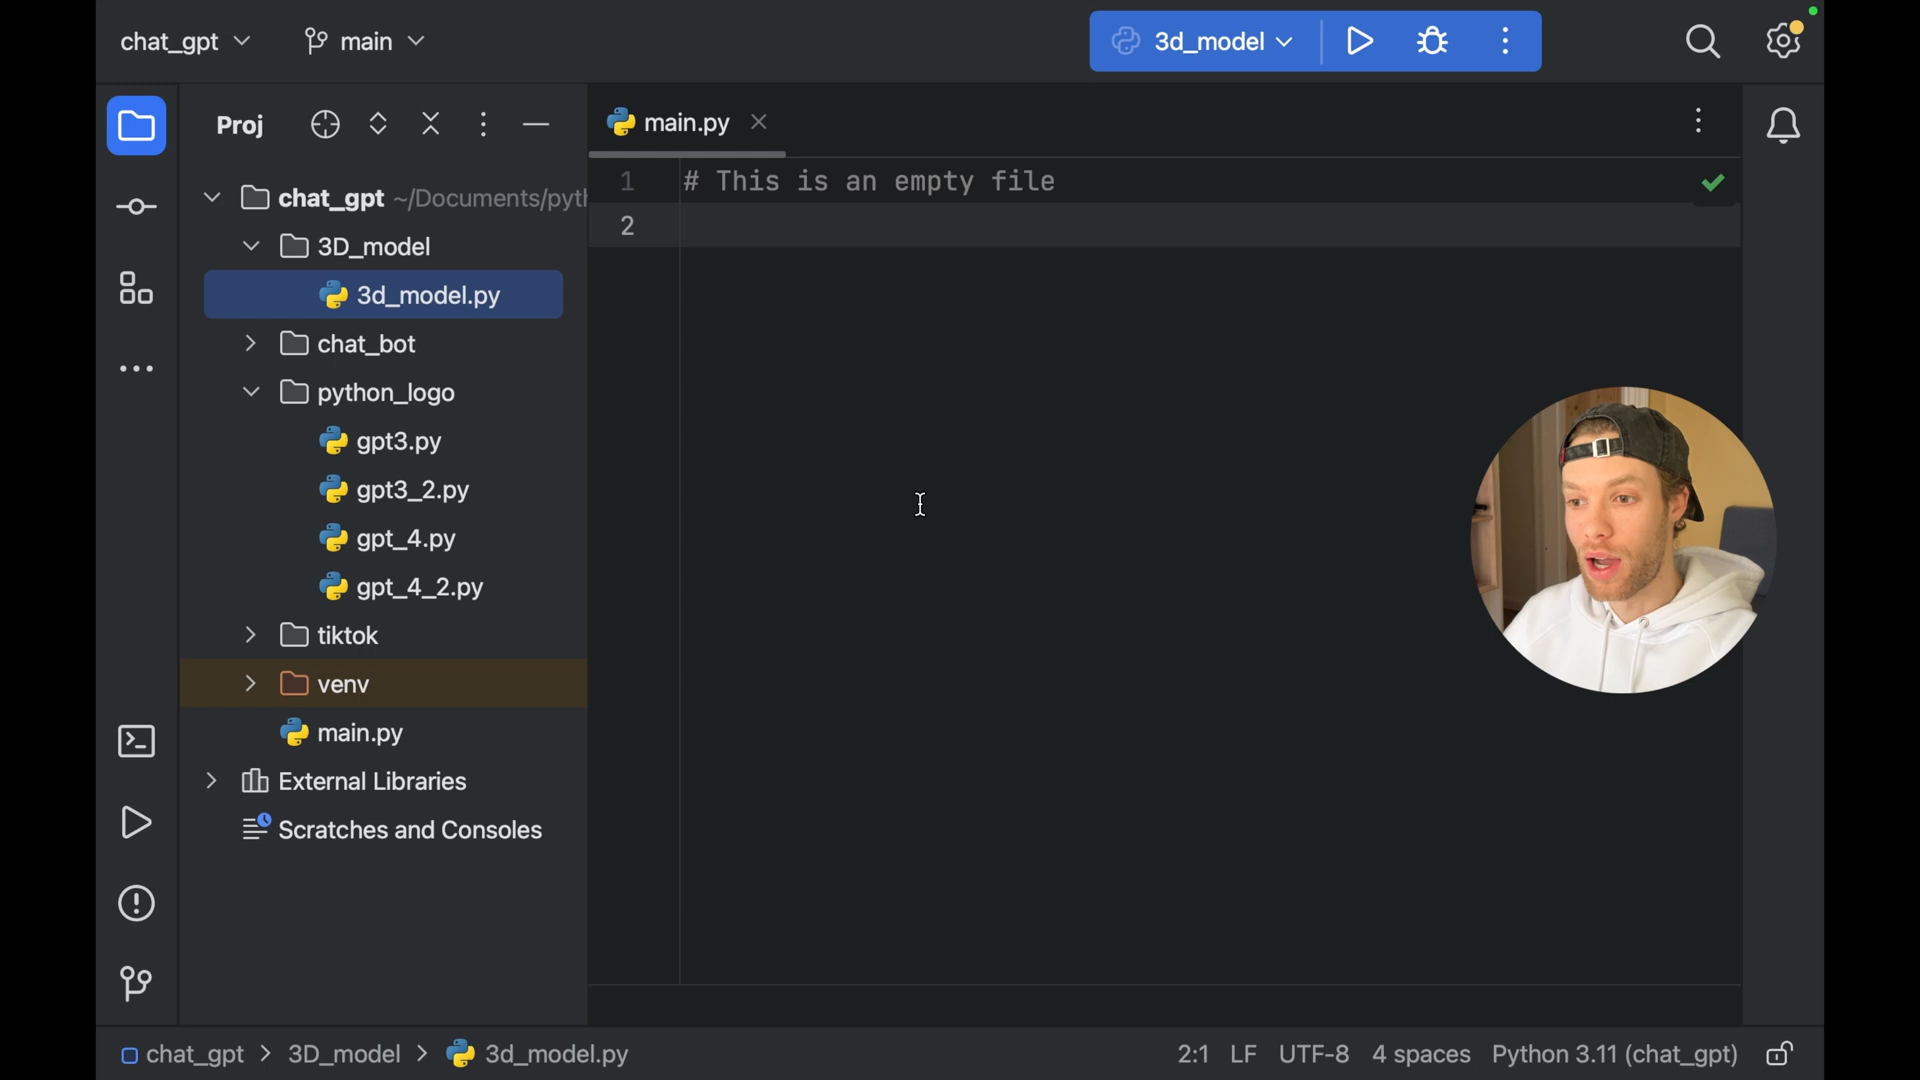 chat_gpt
main
3d_model
Proj
main.py
chat_gpt ~/Documents/pyth
3D_model
3d_model.py
chat_bot
python_logo
gpt3.py
gpt3_2.py
gpt_4.py
gpt_4_2.py
tiktok
venv
main.py
External Libraries
Scratches and Consoles
1 # This is an empty file
2
chat_gpt > 3D_model > 3d_model.py
2:1 LF UTF-8 4 spaces Python 3.11 (chat_gpt)